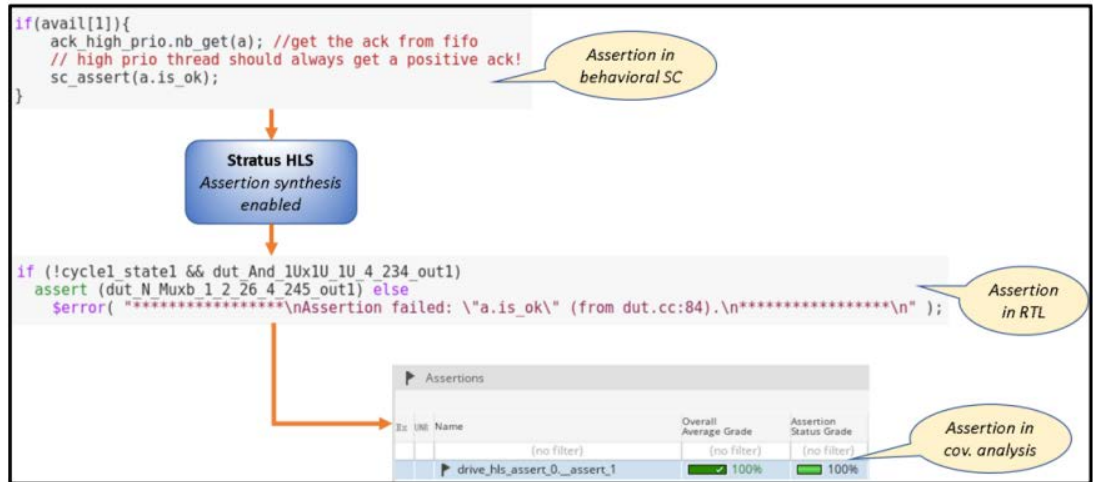 if(avail[1]){
ack_high_prio.nb_get(a); //get the ack from fifo
// high prio thread should always get a positive ack!
sc_assert(a.is_ok);
}
Assertion in
behavioral SC
Stratus HLS
Assertion synthesis
enabled
if (!cycle1_state1 && dut_And_1Ux1U_1U_4_234_out1)
assert (dut_N_Muxb_1_2_26_4_245_out1) else
$error( "*****************\nAssertion failed: \"a.is_ok\" (from dut.cc:84).\n*****************\n" );
Assertion
in RTL
Assertions
Ex UNR Name
Overall
Average Grade
Assertion
Status Grade
(no filter) (no filter) (no filter)
drive_hls_assert_0.__assert_1 100% 100%
Assertion in
cov. analysis